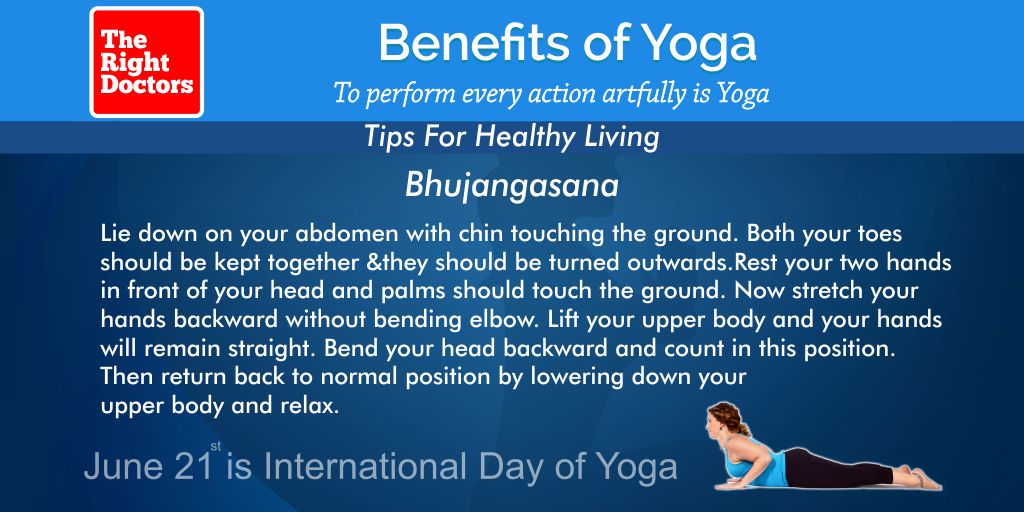 The
Right
Doctors
Benefits of Yoga
To perform every action artfully is Yoga
Tips For Healthy Living
Bhujangasana
Lie down on your abdomen with chin touching the ground. Both your toes
should be kept together &they should be turned outwards.Rest your two hands
in front of your head and palms should touch the ground. Now stretch your
hands backward without bending elbow. Lift your upper body and your hands
will remain straight. Bend your head backward and count in this position.
Then return back to normal position by lowering down your
upper body and relax.
June 21st is International Day of Yoga